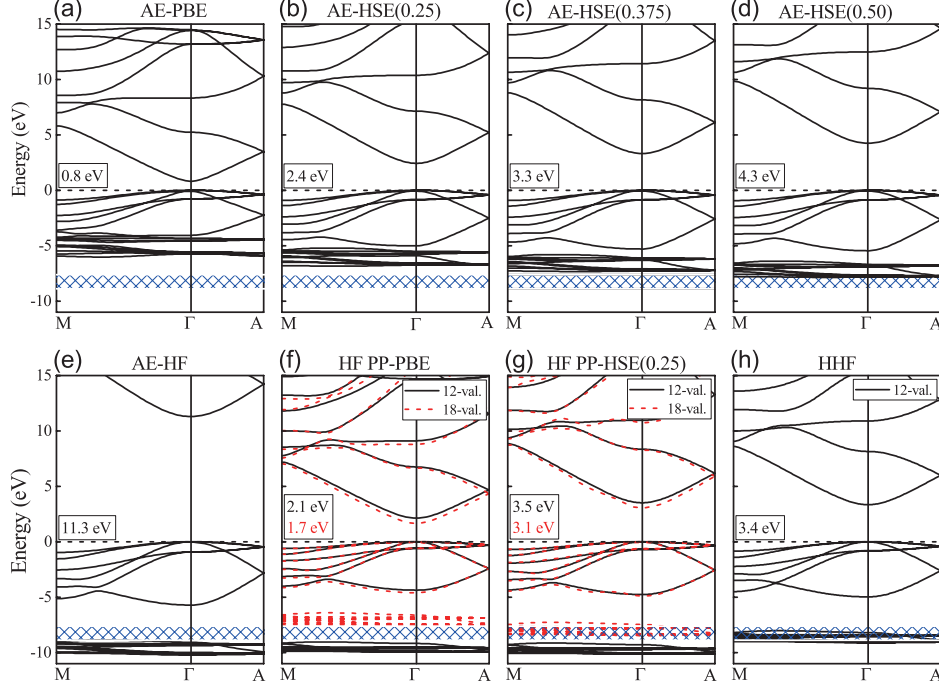 (a) AE-PBE
(b) AE-HSE(0.25)
(c) AE-HSE(0.375)
(d) AE-HSE(0.50)
Energy (eV)
15
10
5
0
-5
-10
0.8 eV
2.4 eV
3.3 eV
4.3 eV
M Γ A
M Γ A
M Γ A
M Γ A
(e) AE-HF
(f) HF PP-PBE
(g) HF PP-HSE(0.25)
(h) HHF
Energy (eV)
15
10
5
0
-5
-10
12-val.
18-val.
12-val.
18-val.
12-val.
11.3 eV
2.1 eV
1.7 eV
3.5 eV
3.1 eV
3.4 eV
M Γ A
M Γ A
M Γ A
M Γ A